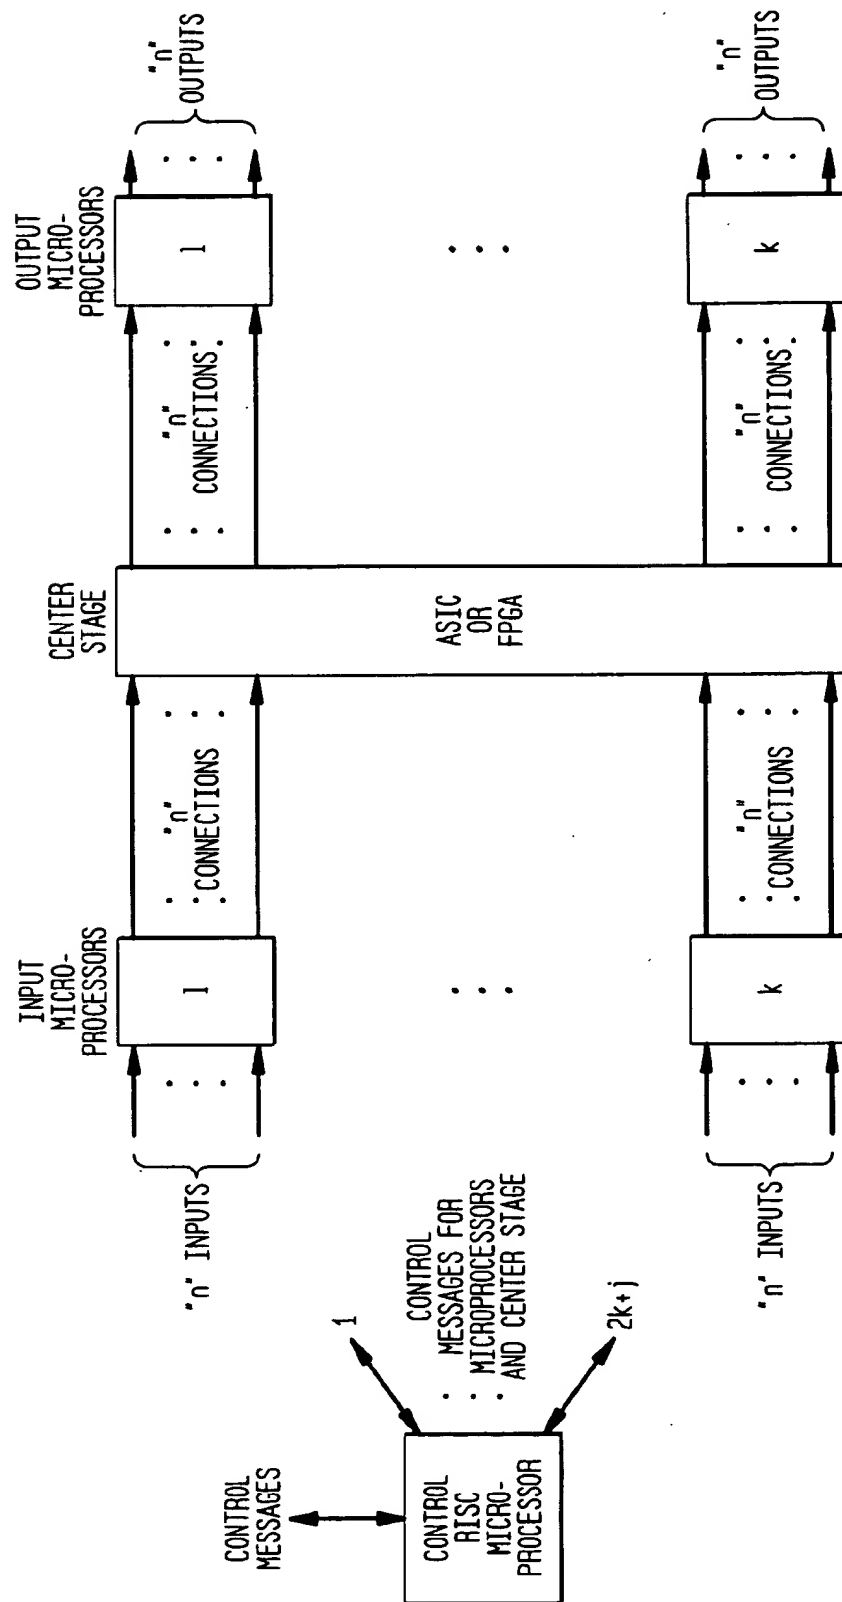 INPUT
MICRO-
PROCESSORS
CENTER
STAGE
OUTPUT
MICRO-
PROCESSORS
"n" INPUTS
1
"n"
CONNECTIONS
"n"
CONNECTIONS
1
"n"
OUTPUTS
CONTROL
MESSAGES
CONTROL
RISC
MICRO-
PROCESSOR
1
CONTROL
MESSAGES FOR
MICROPROCESSORS
AND CENTER STAGE
2k+j
ASIC
OR
FPGA
"n" INPUTS
k
"n"
CONNECTIONS
"n"
CONNECTIONS
k
"n"
OUTPUTS